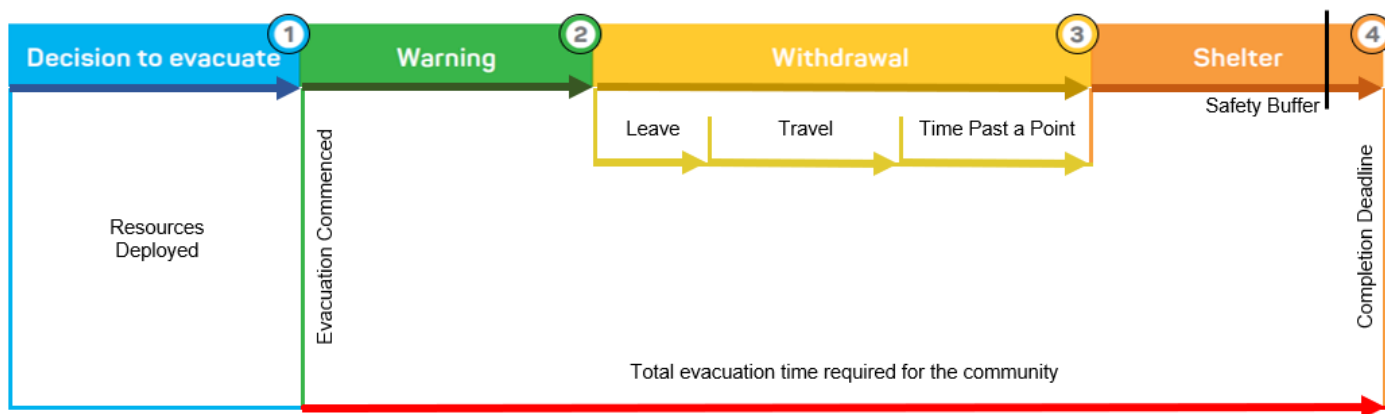 Decision to evacuate
1
Warning
2
Withdrawal
3
Shelter
4
Safety Buffer
Leave
Travel
Time Past a Point
Resources
Deployed
Evacuation Commenced
Completion Deadline
Total evacuation time required for the community